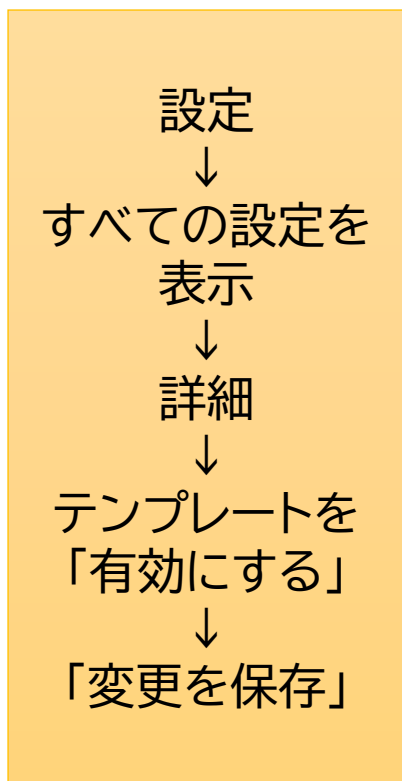 設定
↓
すべての設定を
表示
↓
詳細
↓
テンプレートを
「有効にする」
↓
「変更を保存」